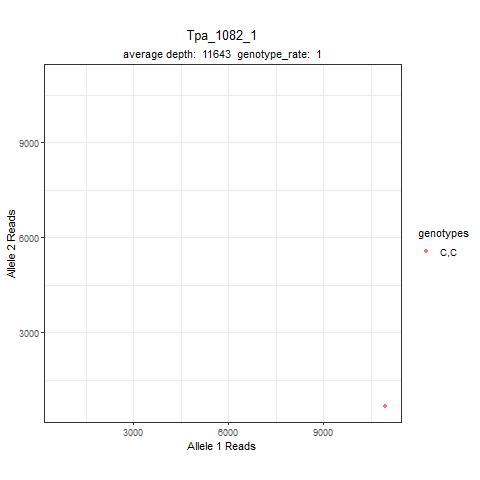 Tpa_1082_1
average depth:  11643  genotype_rate:  1
Allele 2 Reads
9000
6000
3000
3000 6000 9000
Allele 1 Reads
genotypes
C,C